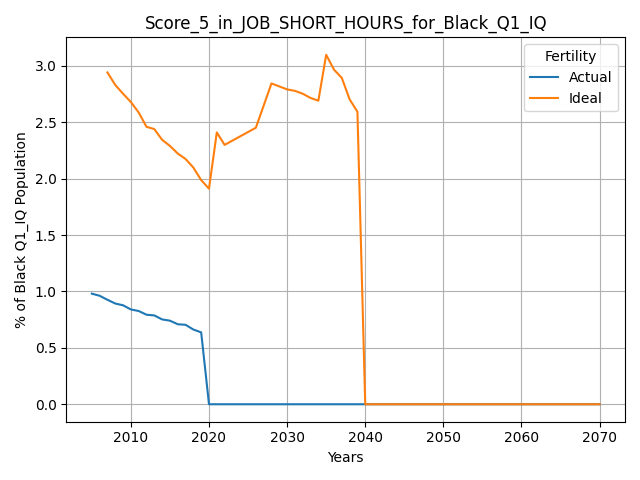 Score_5_in_JOB_SHORT_HOURS_for_Black_Q1_IQ
Fertility
Actual
Ideal
% of Black Q1_IQ Population
3.0
2.5
2.0
1.5
1.0
0.5
0.0
2010 2020 2030 2040 2050 2060 2070
Years